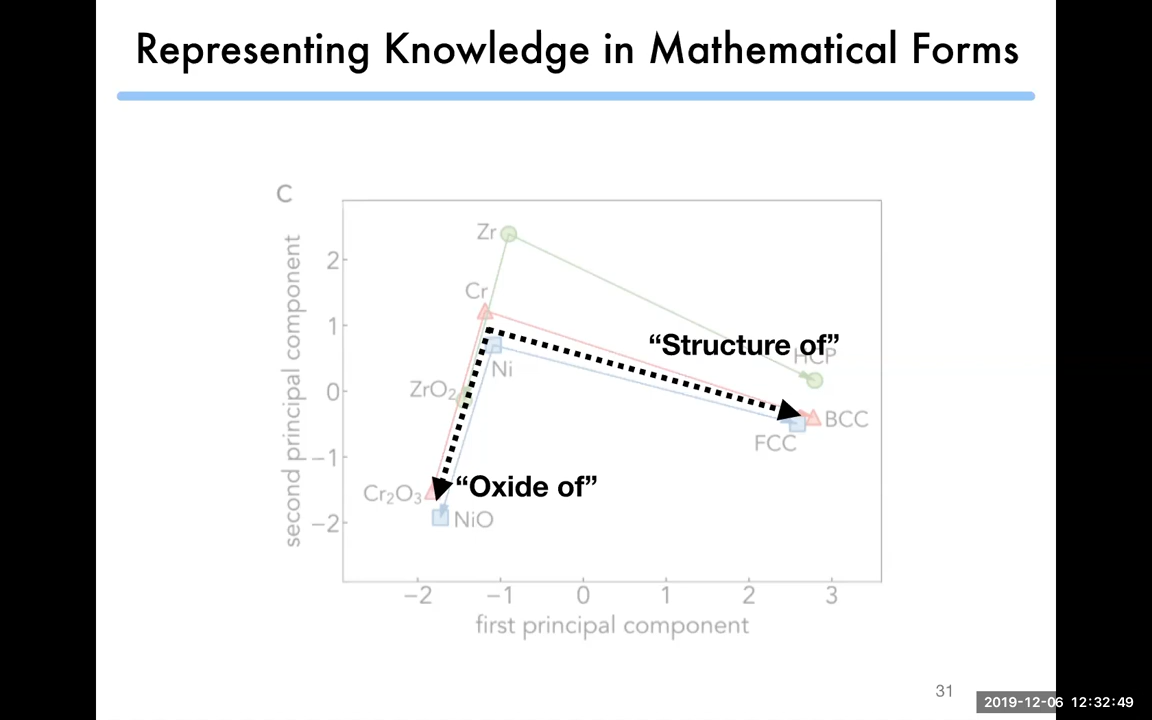 Representing Knowledge in Mathematical Forms
C
second principal component
2
1
0
−1
−2
Zr
Cr
Ni
ZrO₂
Cr₂O₃
NiO
“Structure of”
HCP
BCC
FCC
“Oxide of”
−2 −1 0 1 2 3
first principal component
31
2019-12-06 12:32:49